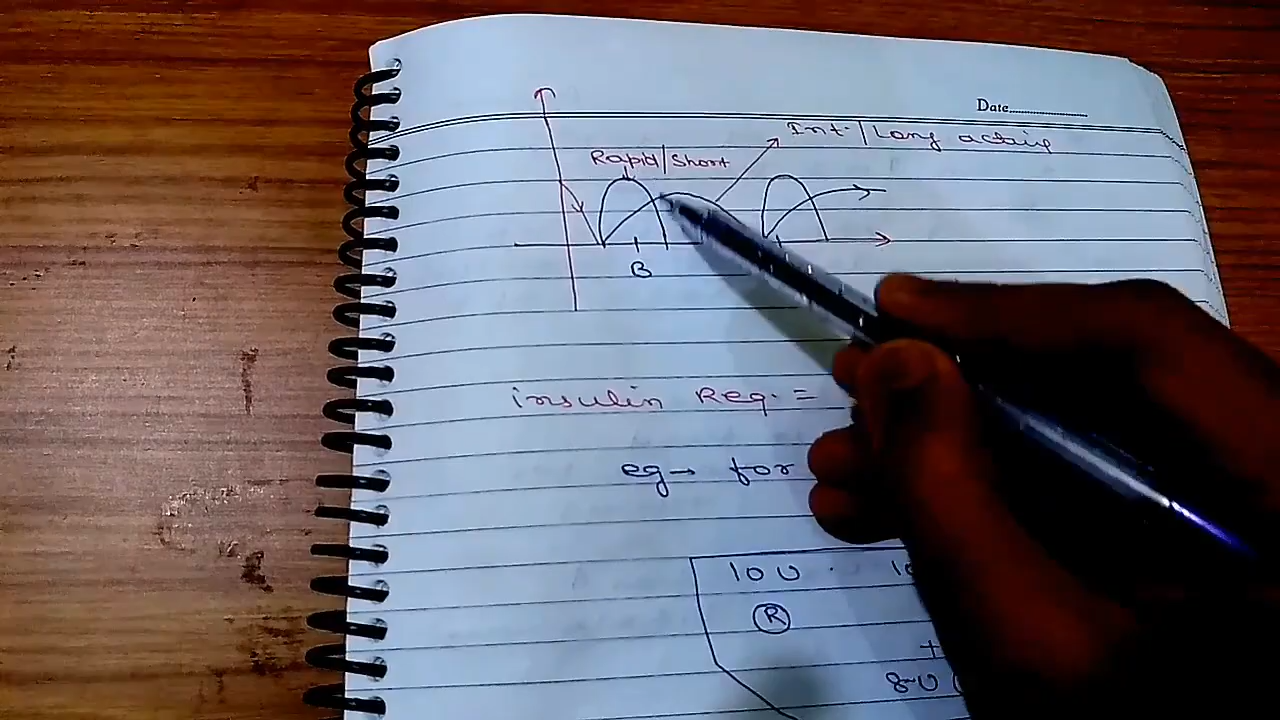 Date
Int. / Long acting
Rapid/Short
B
insulin Req. =
eg→ for
10 U
R
+
8-U